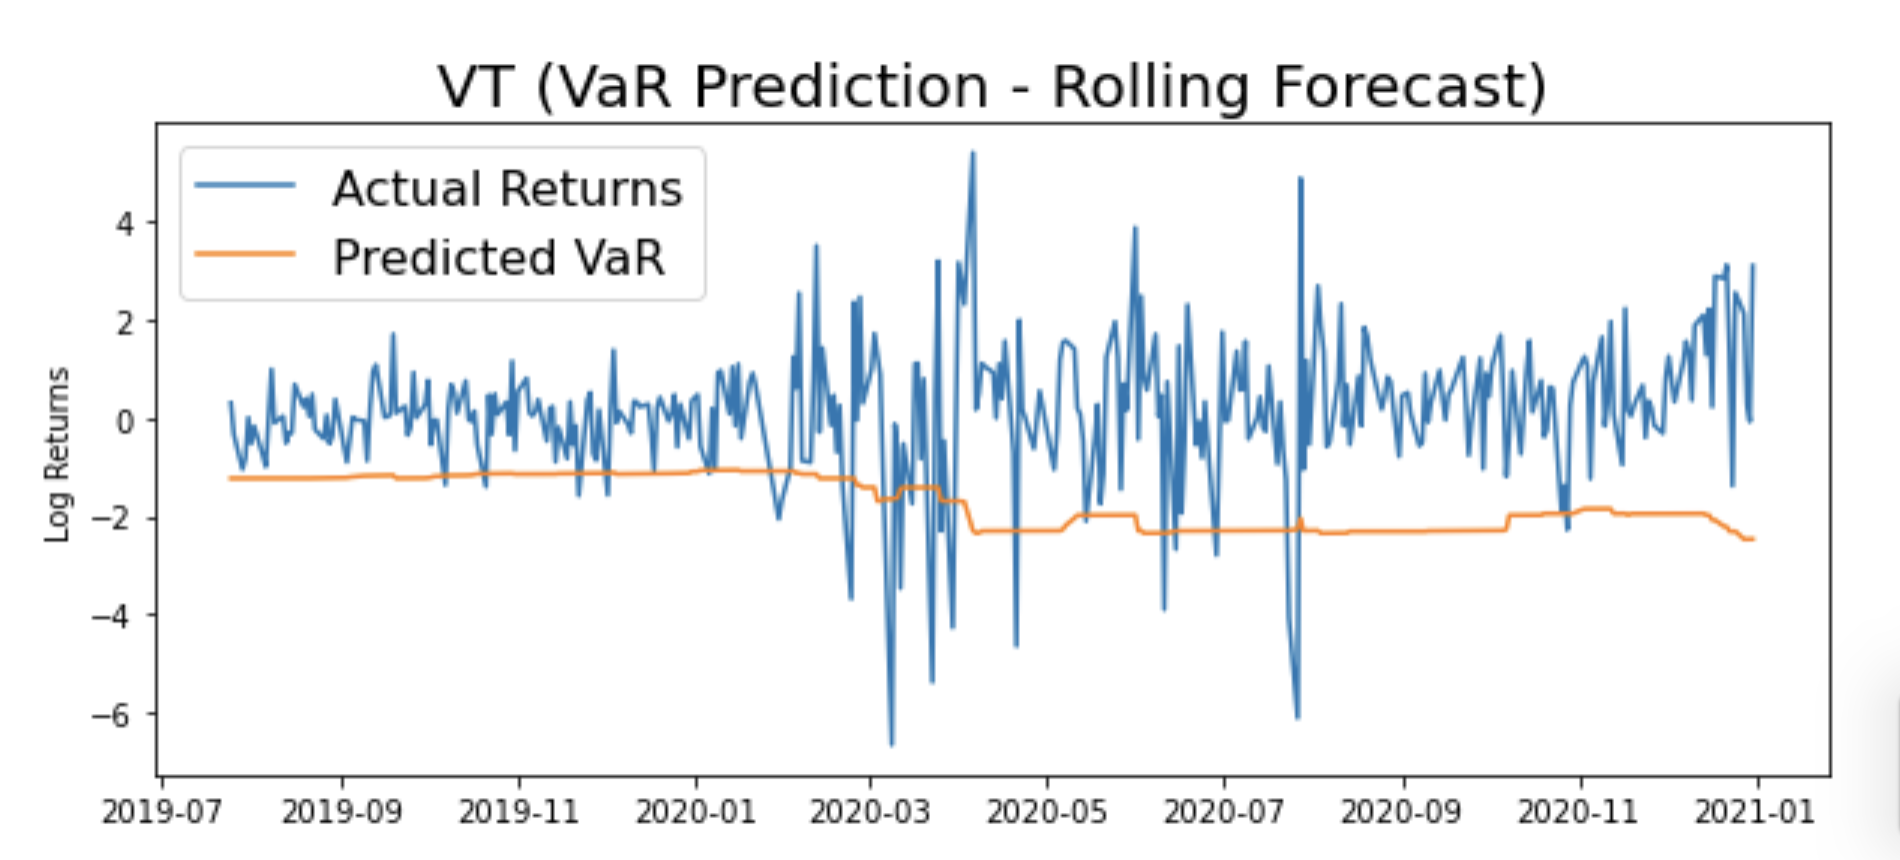 VT (VaR Prediction - Rolling Forecast)
Actual Returns
Predicted VaR
Log Returns
4
2
0
−2
−4
−6
2019-07 2019-09 2019-11 2020-01 2020-03 2020-05 2020-07 2020-09 2020-11 2021-01